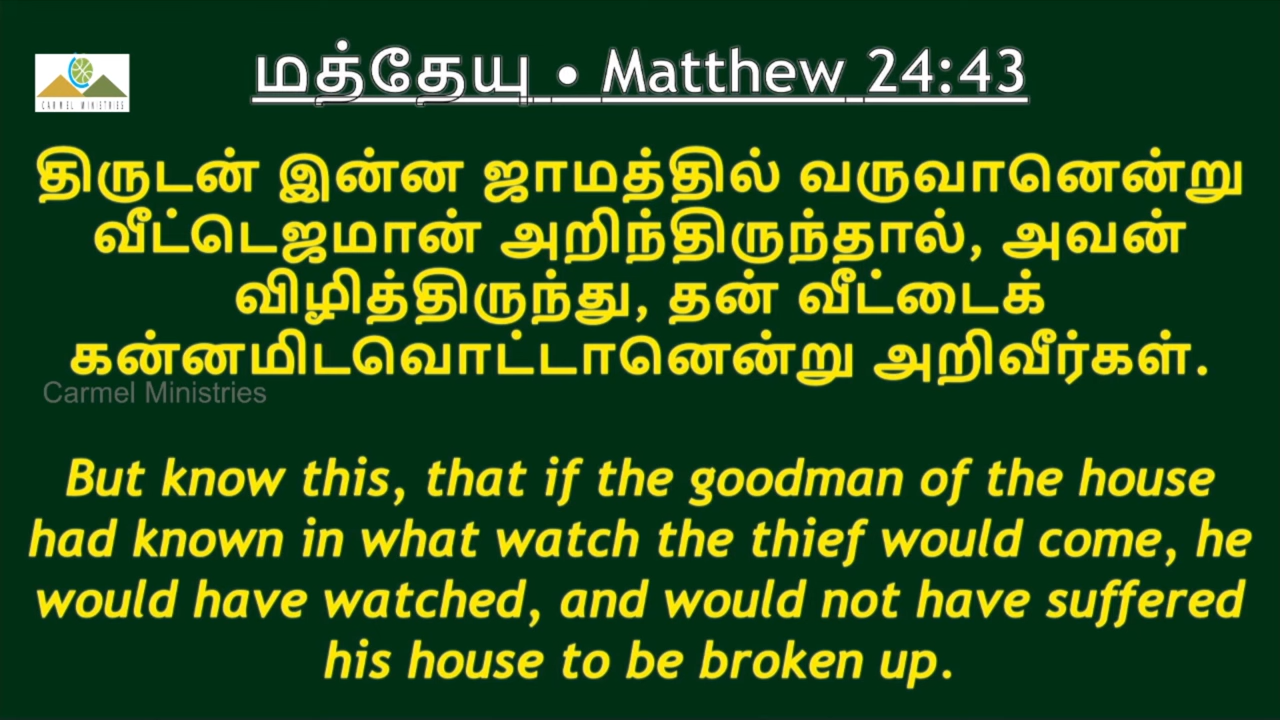 மத்தேயு • Matthew 24:43
CARMEL MINISTRIES
திருடன் இன்ன ஜாமத்தில் வருவானென்று
வீட்டெஜமான் அறிந்திருந்தால், அவன்
விழித்திருந்து, தன் வீட்டைக்
கன்னமிடவொட்டானென்று அறிவீர்கள்.
Carmel Ministries
But know this, that if the goodman of the house
had known in what watch the thief would come, he
would have watched, and would not have suffered
his house to be broken up.